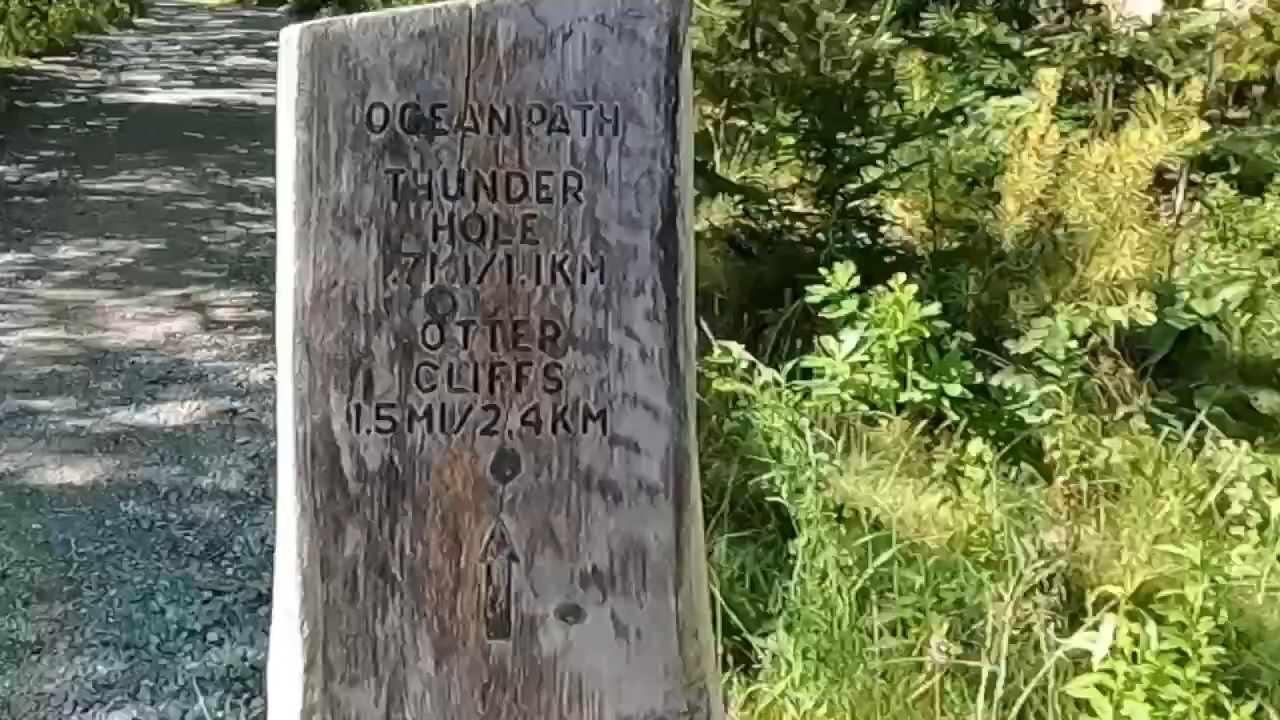 OCEAN PATH
THUNDER
HOLE
.7MI/1.1KM
OTTER
CLIFFS
1.5MI/2.4KM